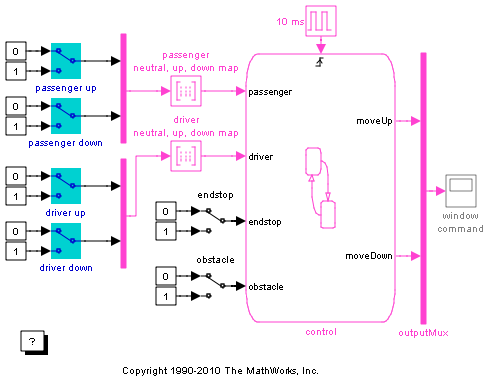 10 ms
0
1
passenger up
0
1
passenger down
passenger
neutral, up, down map
driver
neutral, up, down map
0
1
driver up
0
1
driver down
endstop
0
1
obstacle
0
1
passenger
driver
endstop
obstacle
moveUp
moveDown
control
outputMux
window
command
?
Copyright 1990-2010 The MathWorks, Inc.